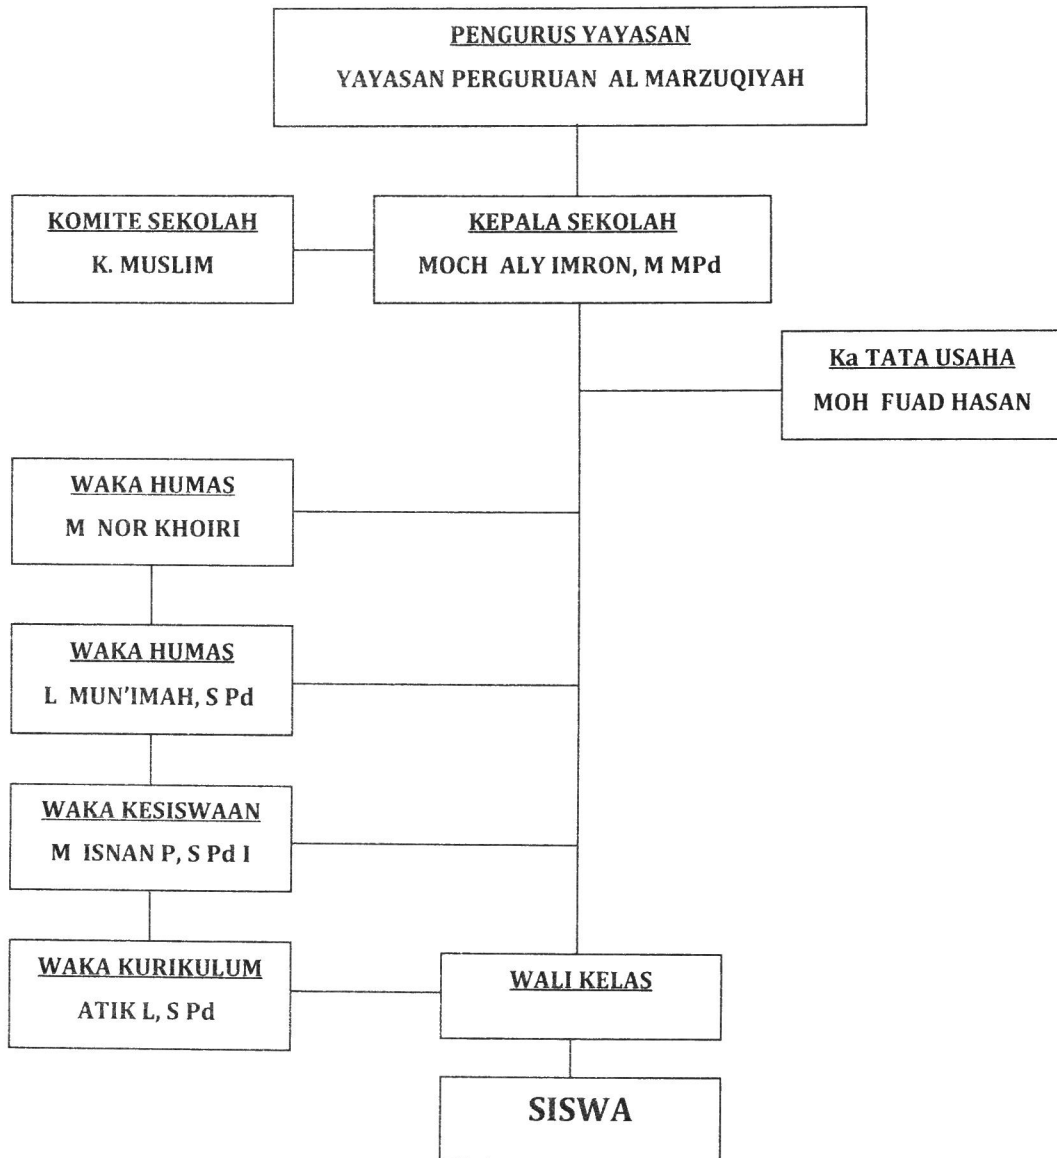 PENGURUS YAYASAN
YAYASAN PERGURUAN AL MARZUQIYAH
KOMITE SEKOLAH
K. MUSLIM
KEPALA SEKOLAH
MOCH ALY IMRON, M MPd
Ka TATA USAHA
MOH FUAD HASAN
WAKA HUMAS
M NOR KHOIRI
WAKA HUMAS
L MUN'IMAH, S Pd
WAKA KESISWAAN
M ISNAN P, S Pd I
WAKA KURIKULUM
ATIK L, S Pd
WALI KELAS
SISWA